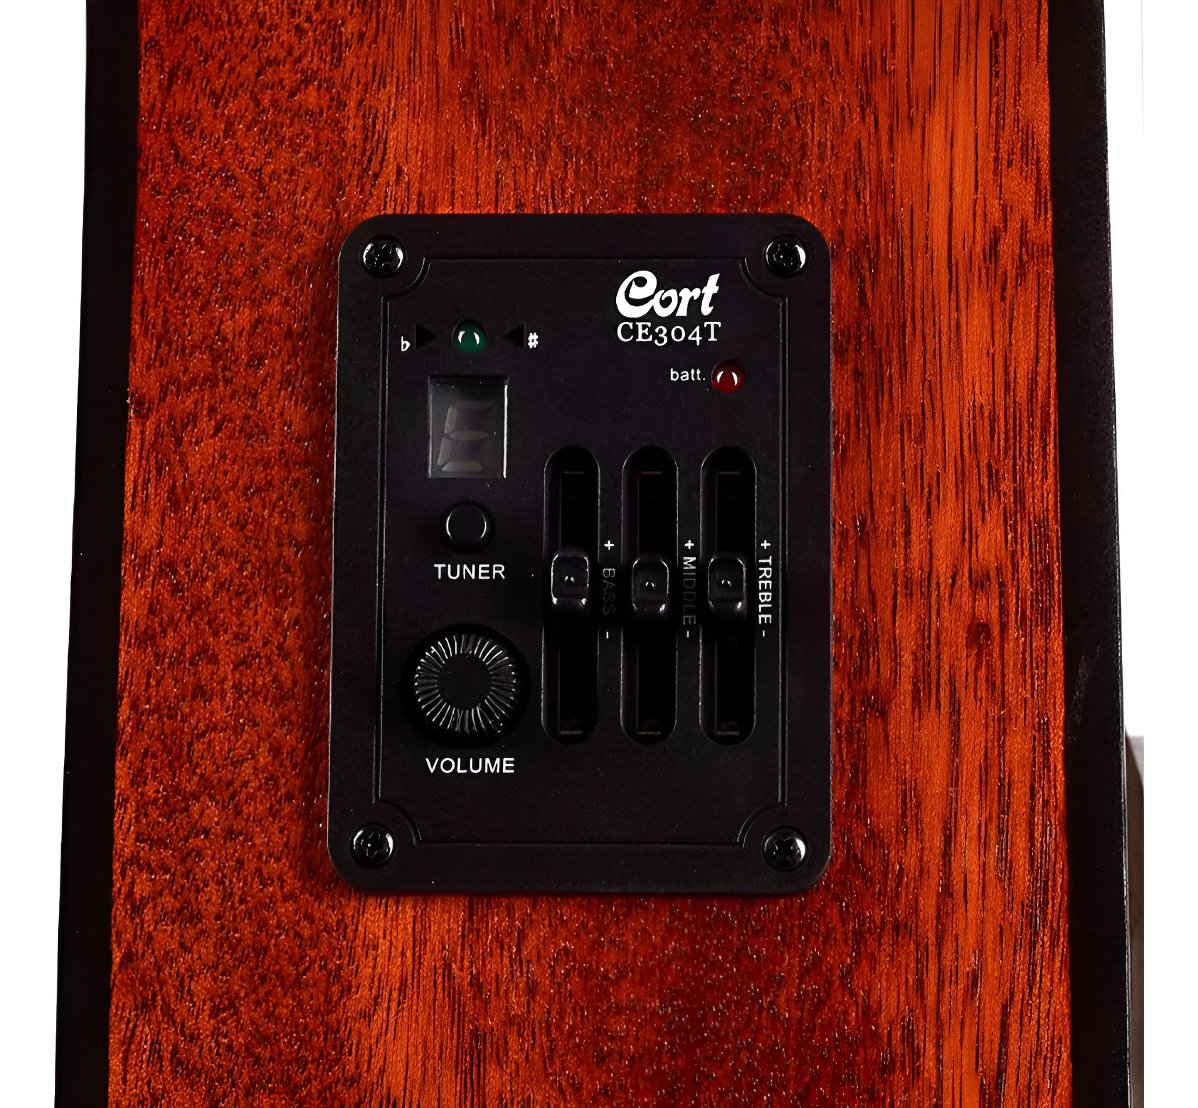 Cort
CE304T
♭ ♯
batt.
TUNER
+ BASS -
+ MIDDLE -
+ TREBLE -
VOLUME